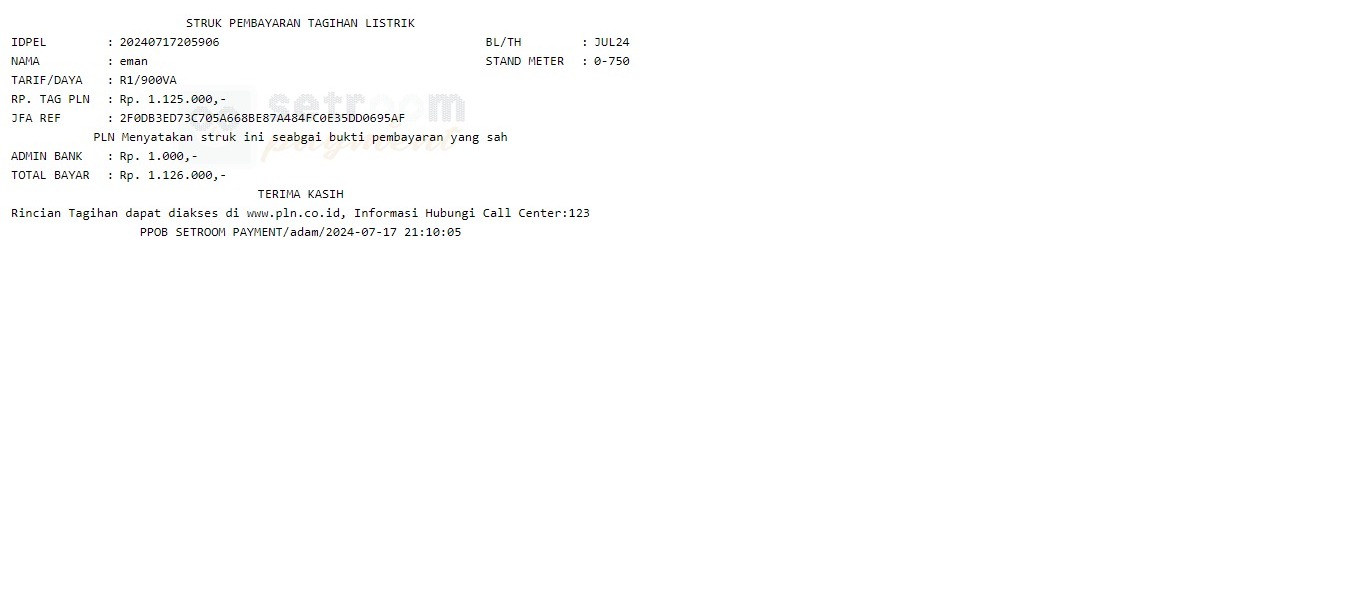 STRUK PEMBAYARAN TAGIHAN LISTRIK
IDPEL : 20240717205906 BL/TH : JUL24
NAMA : eman STAND METER : 0-750
TARIF/DAYA : R1/900VA
RP. TAG PLN : Rp. 1.125.000,-
setroom
JFA REF : 2F0DB3ED73C705A668BE87A484FC0E35DD0695AF
PLN Menyatakan struk ini seabgai bukti pembayaran yang sah
payment
ADMIN BANK : Rp. 1.000,-
TOTAL BAYAR : Rp. 1.126.000,-
TERIMA KASIH
Rincian Tagihan dapat diakses di www.pln.co.id, Informasi Hubungi Call Center:123
PPOB SETROOM PAYMENT/adam/2024-07-17 21:10:05